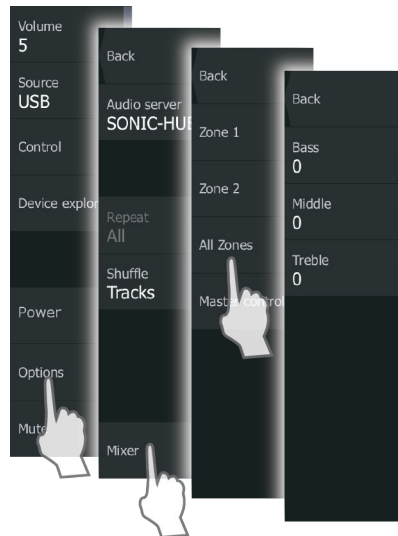 Volume
5
Source
USB
Control
Device explor
Power
Options
Mute
Back
Audio server
SONIC-HUB
Repeat
All
Shuffle
Tracks
Mixer
Back
Zone 1
Zone 2
All Zones
Master control
Back
Bass
0
Middle
0
Treble
0